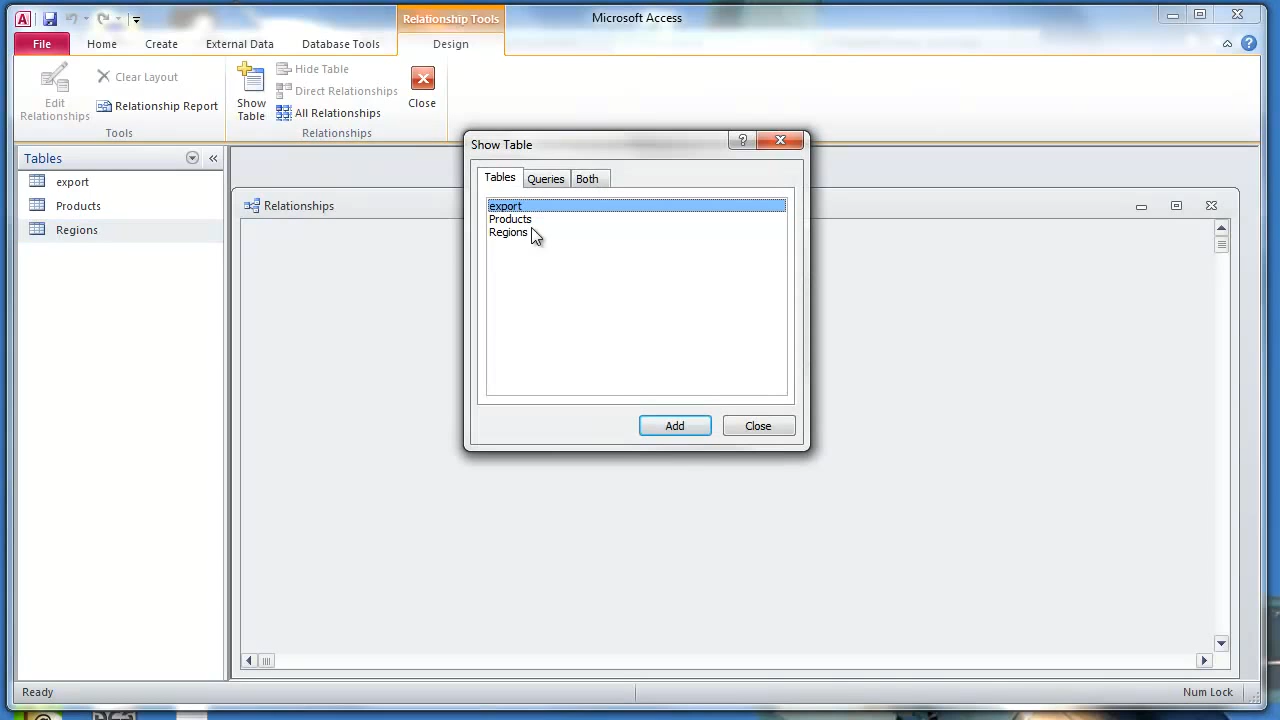 Relationship Tools
Microsoft Access
File Home Create External Data Database Tools Design
Edit Relationships
Clear Layout
Relationship Report
Tools
Show Table
Hide Table
Direct Relationships
All Relationships
Relationships
Close
Tables
export
Products
Regions
Relationships
Show Table
Tables Queries Both
export
Products
Regions
Add Close
Ready
Num Lock